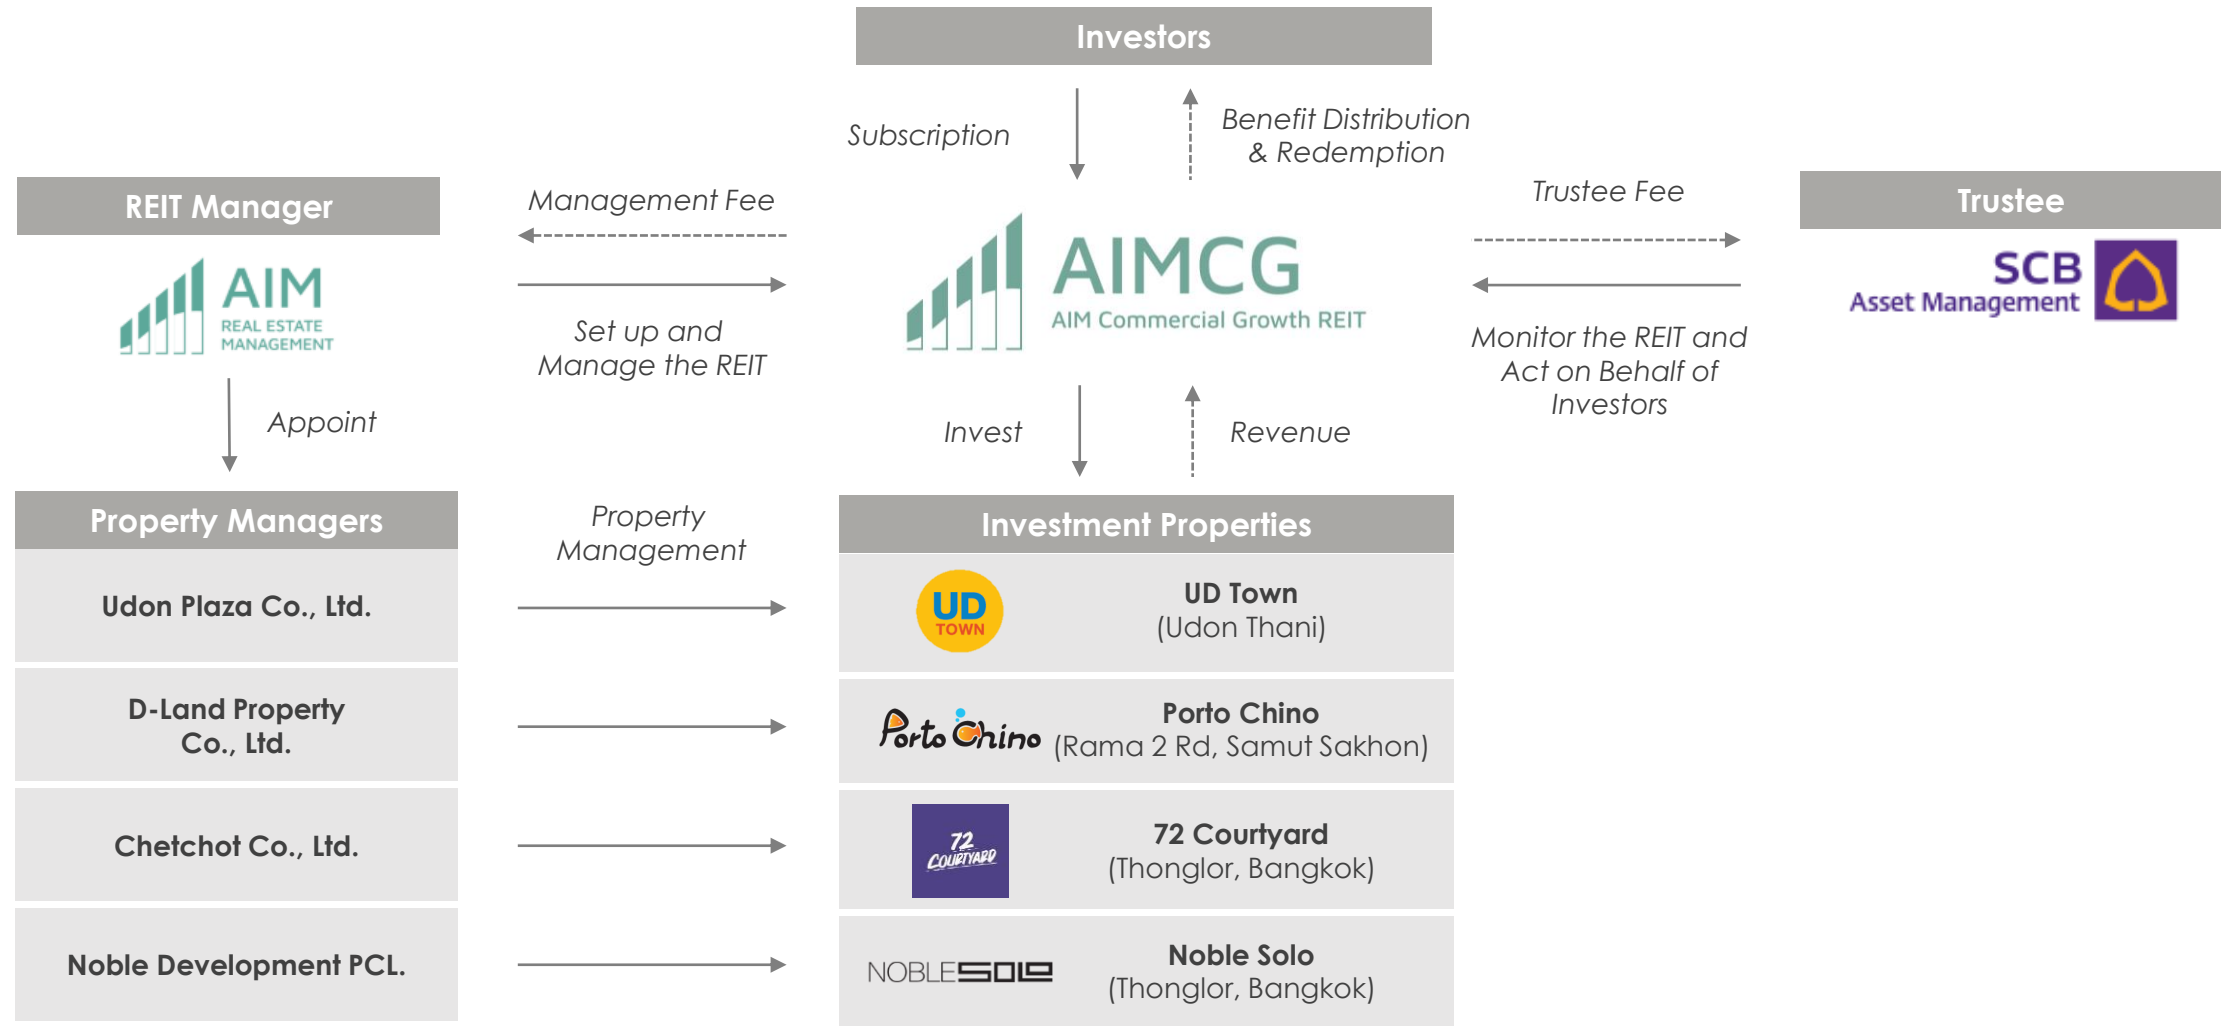 Investors
Subscription
Benefit Distribution
& Redemption
REIT Manager
Management Fee
Trustee Fee
Trustee
AIM
REAL ESTATE
MANAGEMENT
AIMCG
AIM Commercial Growth REIT
SCB
Asset Management
Set up and
Manage the REIT
Monitor the REIT and
Act on Behalf of
Investors
Appoint
Invest
Revenue
Property Managers
Property
Management
Investment Properties
Udon Plaza Co., Ltd.
UD
TOWN
UD Town
(Udon Thani)
D-Land Property
Co., Ltd.
Porto Chino
Porto Chino
(Rama 2 Rd, Samut Sakhon)
Chetchot Co., Ltd.
72
COURTYARD
72 Courtyard
(Thonglor, Bangkok)
Noble Development PCL.
NOBLE SOLO
Noble Solo
(Thonglor, Bangkok)